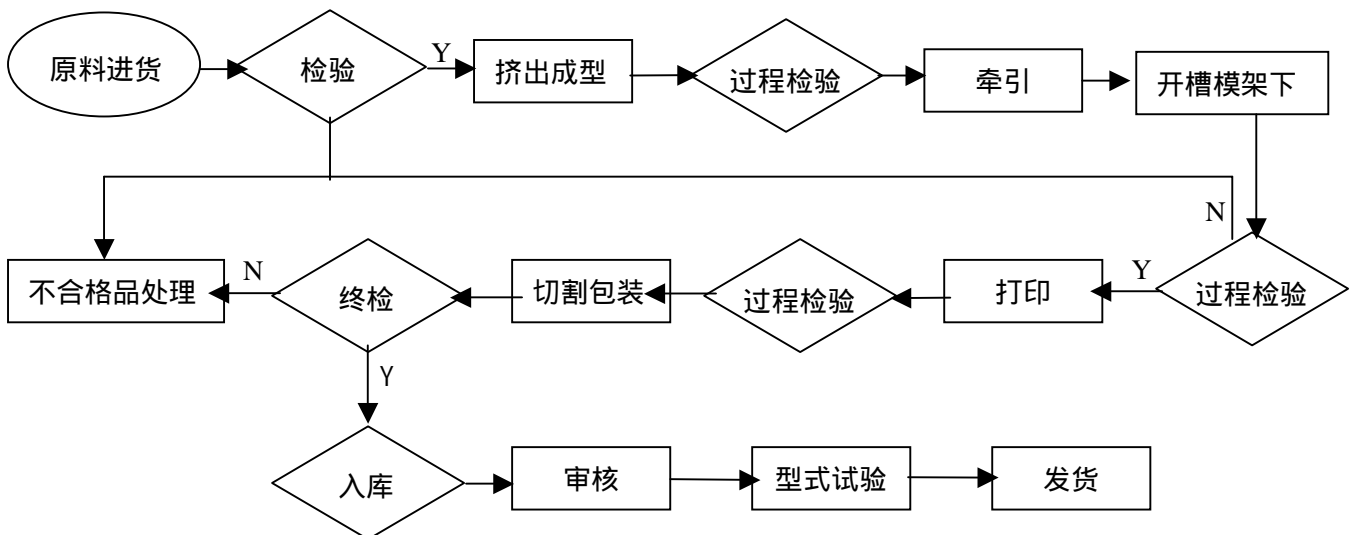 原料进货
检验
Y
挤出成型
过程检验
牵引
开槽模架下
N
不合格品处理
N
终检
切割包装
过程检验
打印
Y
过程检验
Y
入库
审核
型式试验
发货